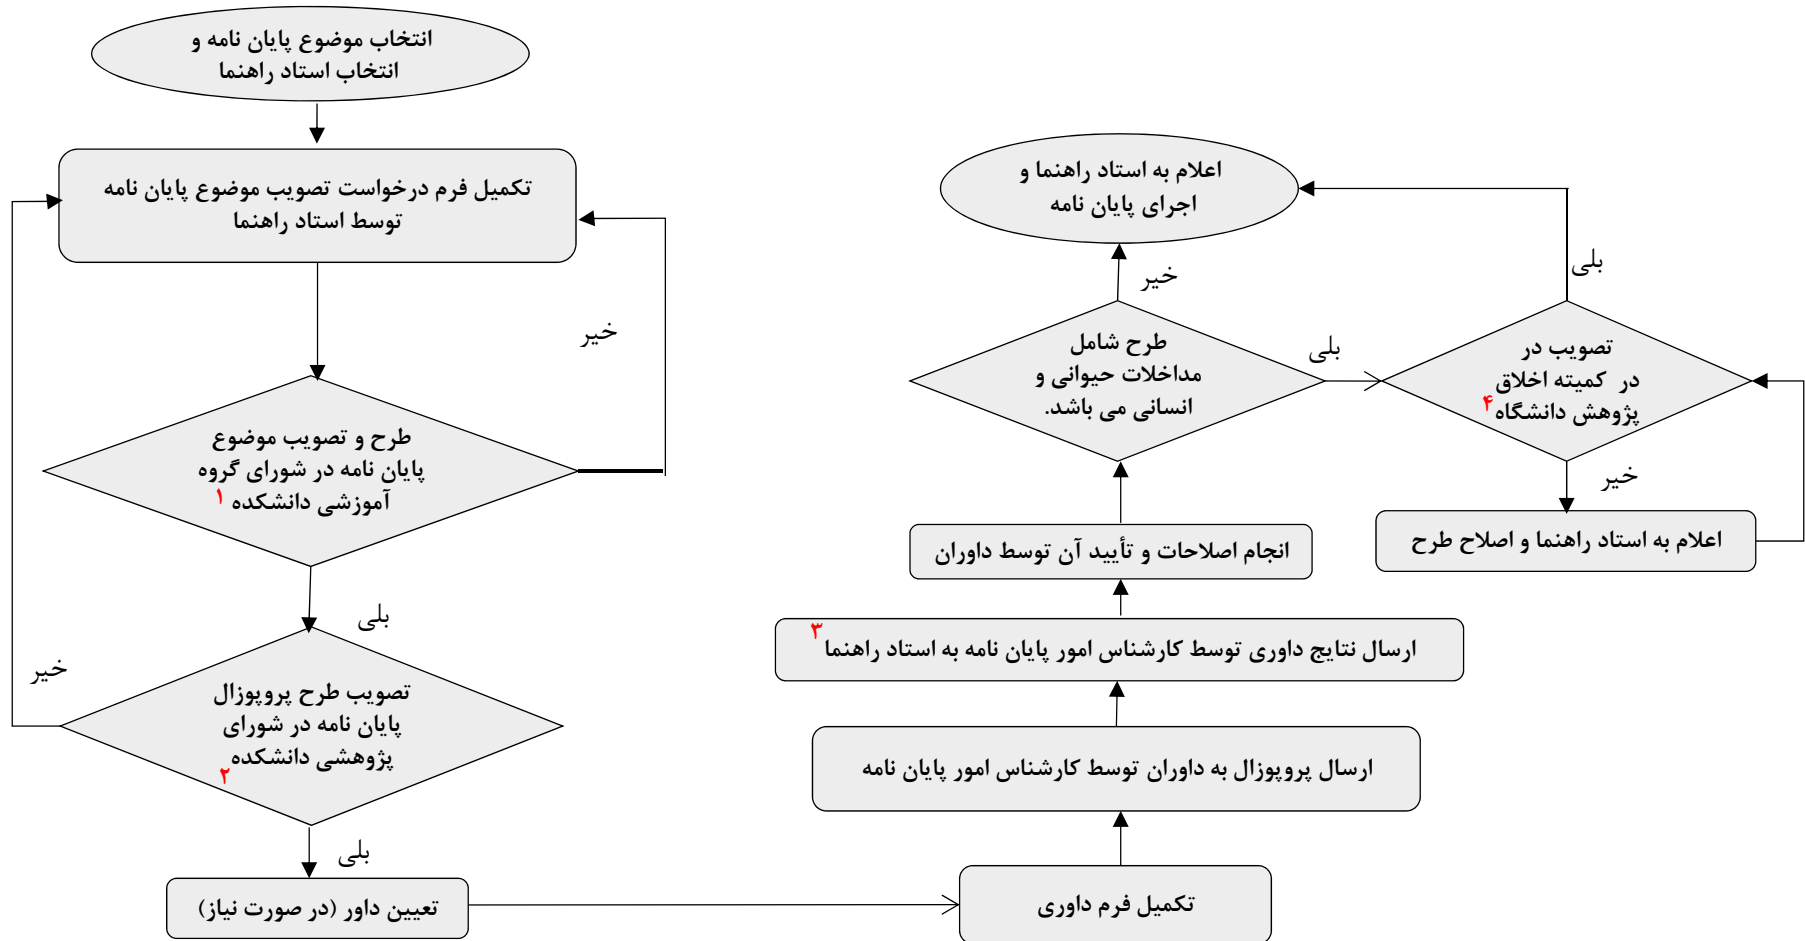 انتخاب موضوع پایان نامه و
انتخاب استاد راهنما
تکمیل فرم درخواست تصویب موضوع پایان نامه
توسط استاد راهنما
خیر
طرح و تصویب موضوع
پایان نامه در شورای گروه
آموزشی دانشکده ۱
بلی
خیر
تصویب طرح پروپوزال
پایان نامه در شورای
پژوهشی دانشکده ۲
بلی
تعیین داور (در صورت نیاز)
تکمیل فرم داوری
ارسال پروپوزال به داوران توسط کارشناس امور پایان نامه
ارسال نتایج داوری توسط کارشناس امور پایان نامه به استاد راهنما ۳
انجام اصلاحات و تأیید آن توسط داوران
طرح شامل
مداخلات حیوانی و
انسانی می باشد.
خیر
بلی
اعلام به استاد راهنما و
اجرای پایان نامه
بلی
تصویب در
در کمیته اخلاق
پژوهش دانشگاه ۴
خیر
اعلام به استاد راهنما و اصلاح طرح